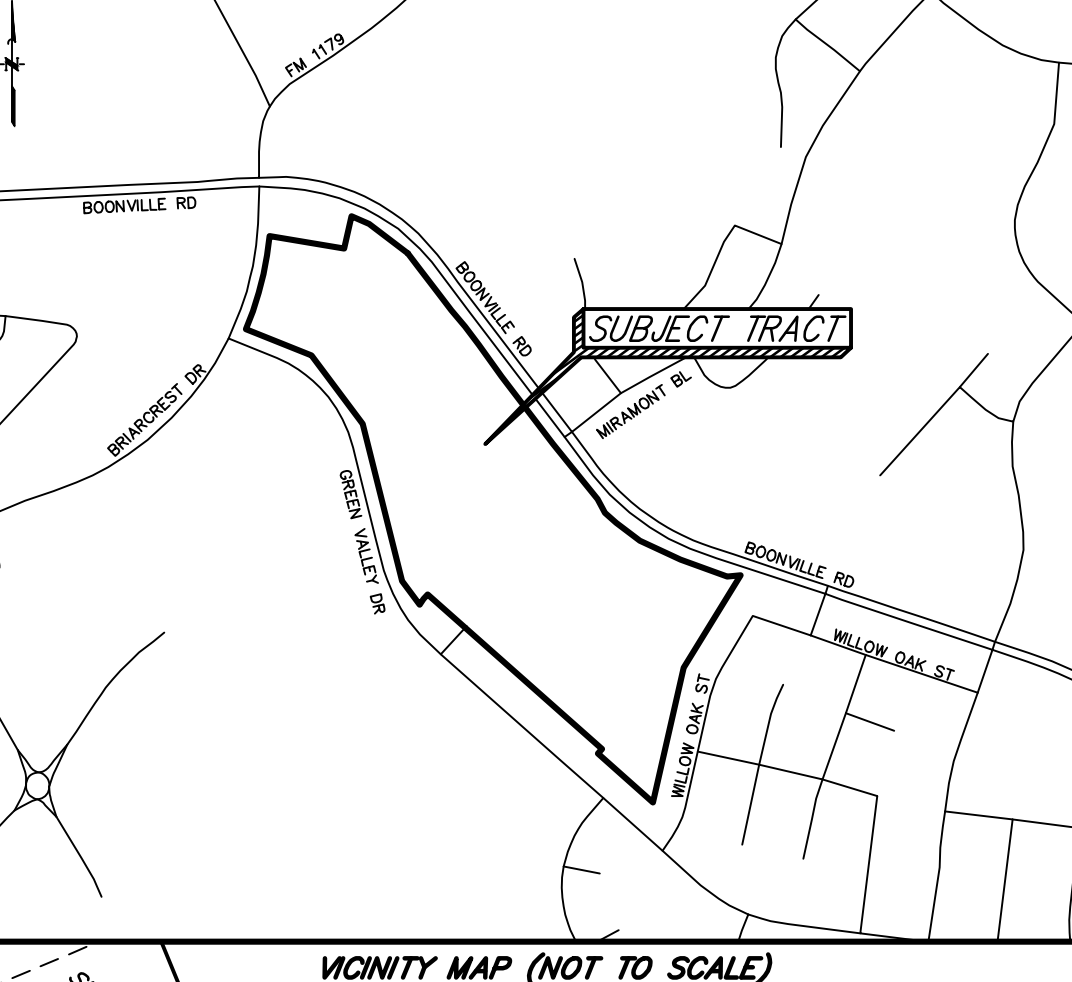 N
FM 1179
BOONVILLE RD
BOONVILLE RD
SUBJECT TRACT
BRIARCREST DR
MIRAMONT BL
GREEN VALLEY DR
BOONVILLE RD
WILLOW OAK ST
WILLOW OAK ST
VICINITY MAP (NOT TO SCALE)